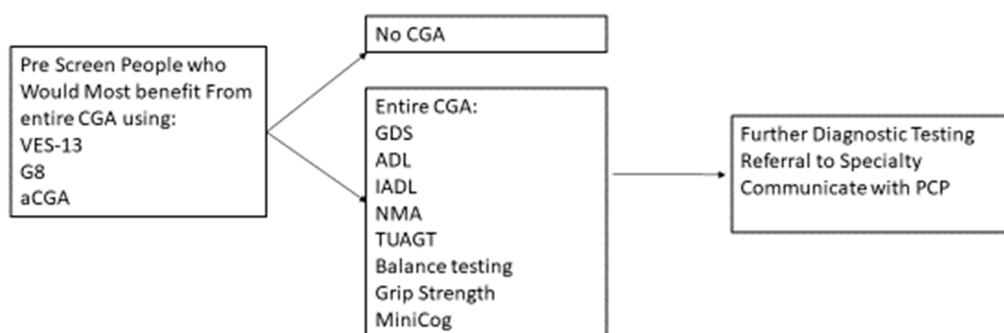 Pre Screen People who
Would Most benefit From
entire CGA using:
VES-13
G8
aCGA
No CGA
Entire CGA:
GDS
ADL
IADL
NMA
TUAGT
Balance testing
Grip Strength
MiniCog
Further Diagnostic Testing
Referral to Specialty
Communicate with PCP